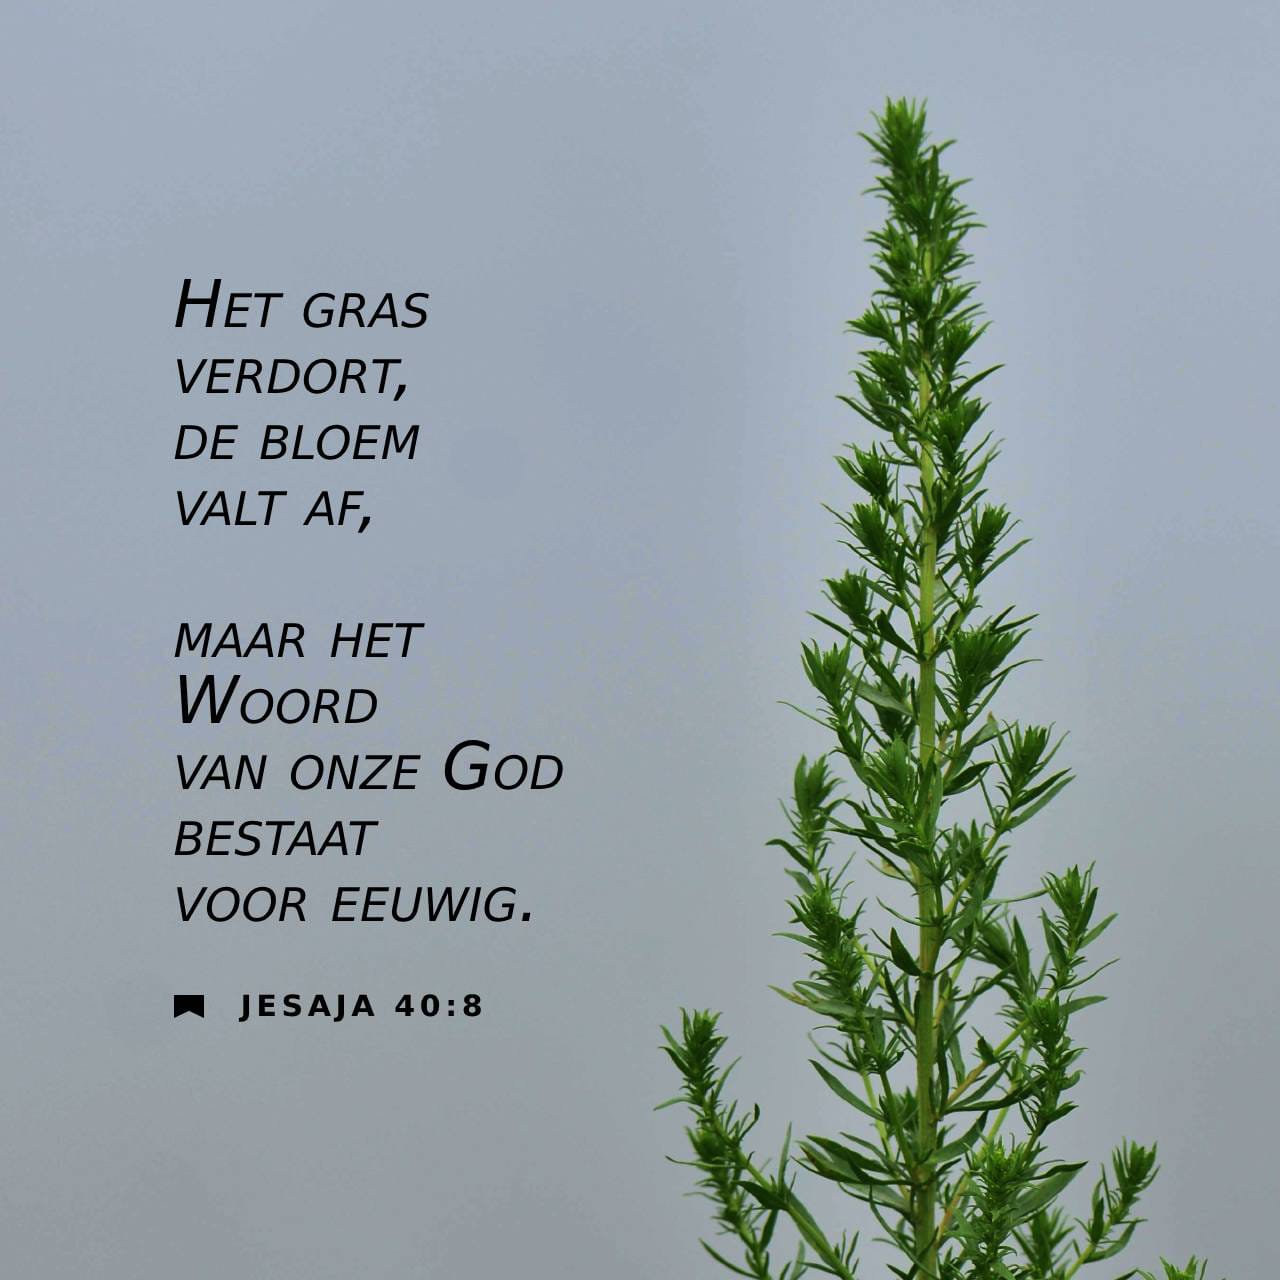 Het gras
verdort,
de bloem
valt af,
maar het
Woord
van onze God
bestaat
voor eeuwig.
JESAJA 40:8